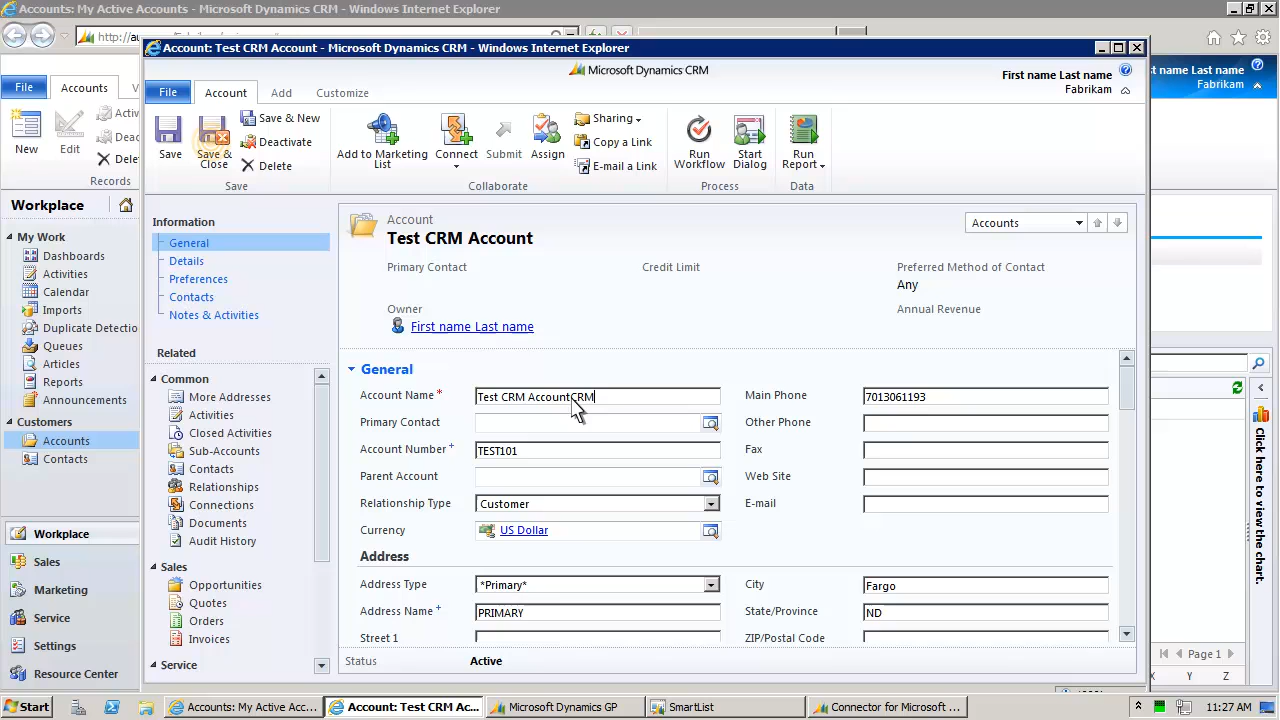 Accounts: My Active Accounts - Microsoft Dynamics CRM - Windows Internet Explorer
Account: Test CRM Account - Microsoft Dynamics CRM - Windows Internet Explorer
Microsoft Dynamics CRM
First name Last name
Fabrikam
st name Last name
Fabrikam
File
Accounts
File
Account
Add
Customize
New
Edit
Records
Save
Save & Close
Save & New
Deactivate
Delete
Save
Add to Marketing List
Connect
Submit
Assign
Sharing
Copy a Link
E-mail a Link
Collaborate
Run Workflow
Start Dialog
Process
Run Report
Data
Workplace
My Work
Dashboards
Activities
Calendar
Imports
Duplicate Detectio
Queues
Articles
Reports
Announcements
Customers
Accounts
Contacts
Workplace
Sales
Marketing
Service
Settings
Resource Center
Information
General
Details
Preferences
Contacts
Notes & Activities
Related
Common
More Addresses
Activities
Closed Activities
Sub-Accounts
Contacts
Relationships
Connections
Documents
Audit History
Sales
Opportunities
Quotes
Orders
Invoices
Service
Account
Test CRM Account
Accounts
Primary Contact
Credit Limit
Preferred Method of Contact
Any
Owner
First name Last name
Annual Revenue
General
Account Name * Test CRM AccountCRM
Main Phone 7013061193
Primary Contact
Other Phone
Account Number + TEST101
Fax
Parent Account
Web Site
Relationship Type Customer
E-mail
Currency US Dollar
Address
Address Type *Primary*
City Fargo
Address Name + PRIMARY
State/Province ND
Street 1
ZIP/Postal Code
Status Active
Click here to view the chart.
Page 1
X Y Z
Start
Accounts: My Active Acc...
Account: Test CRM Ac...
Microsoft Dynamics GP
SmartList
Connector for Microsoft ...
11:27 AM